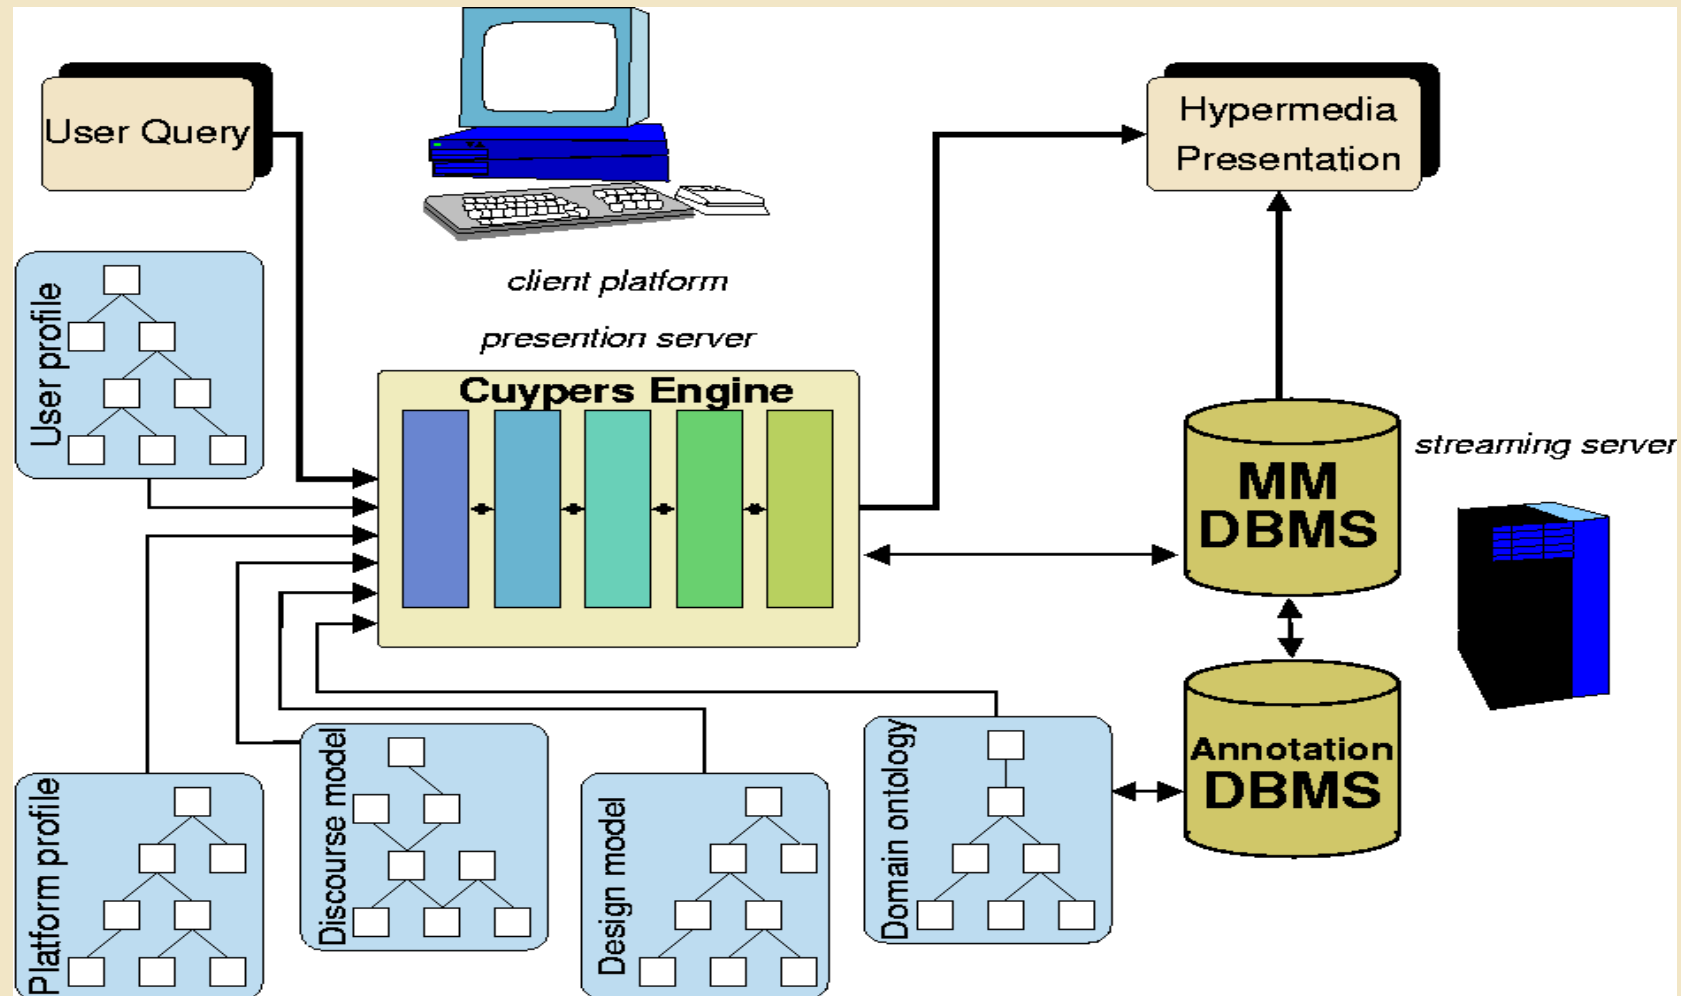 User Query
Hypermedia
Presentation
client platform
presention server
User profile
Cuypers Engine
MM
DBMS
streaming server
Annotation
DBMS
Platform profile
Discourse model
Design model
Domain ontology